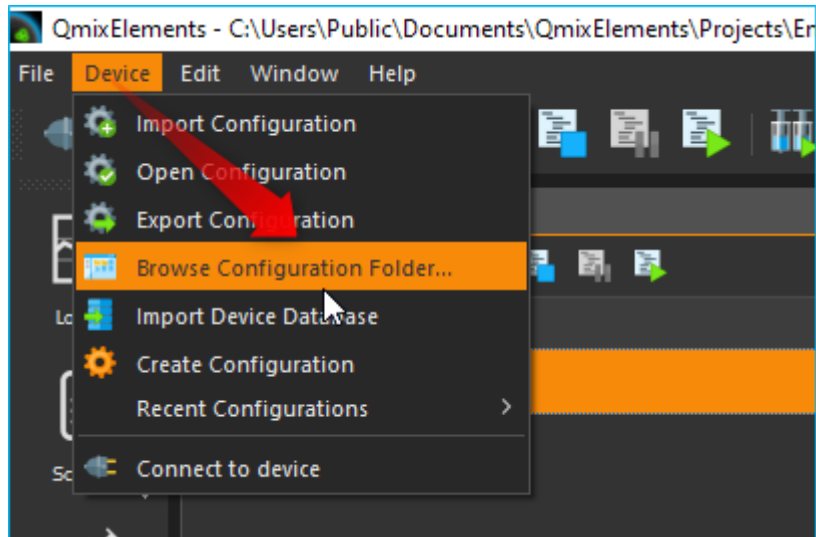 QmixElements - C:\Users\Public\Documents\QmixElements\Projects\
File Device Edit Window Help
Import Configuration
Open Configuration
Export Configuration
Browse Configuration Folder...
Import Device Database
Create Configuration
Recent Configurations
Connect to device